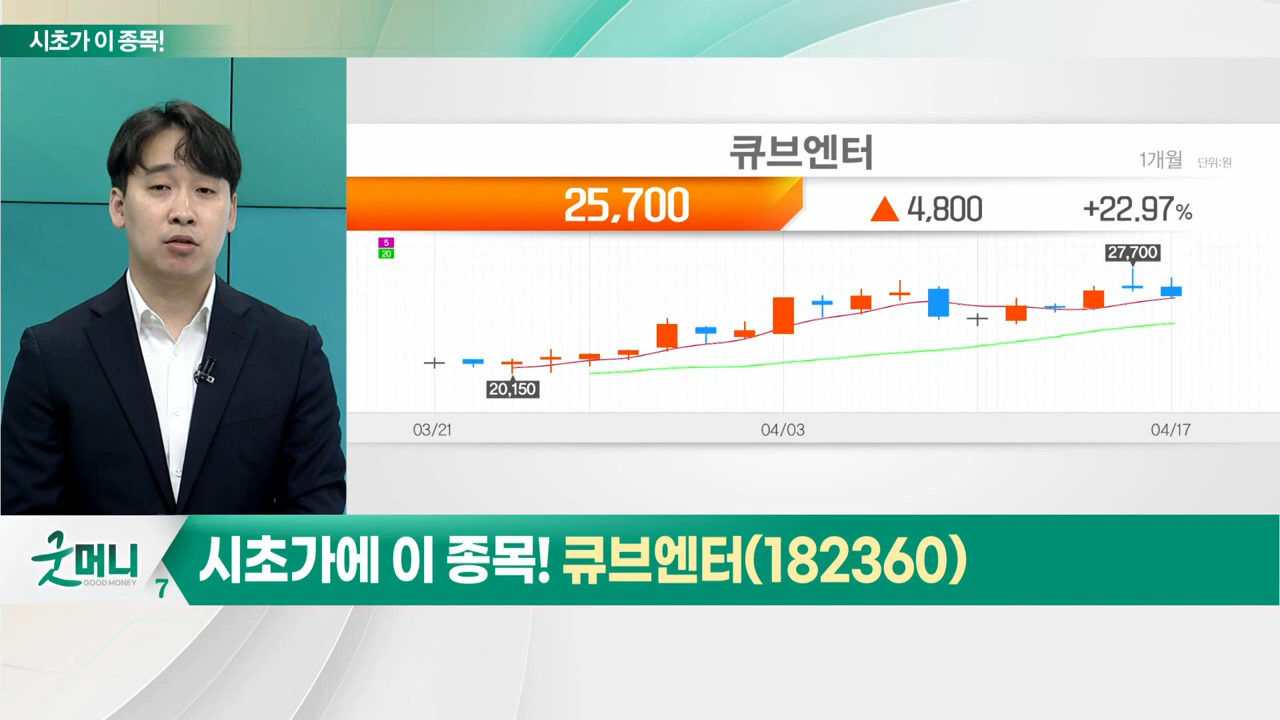 시초가 이 종목!
큐브엔터
1개월 단위:원
25,700 ▲ 4,800 +22.97%
5
20
27,700
20,150
03/21 04/03 04/17
굿머니 GOOD MONEY 7
시초가에 이 종목! 큐브엔터(182360)